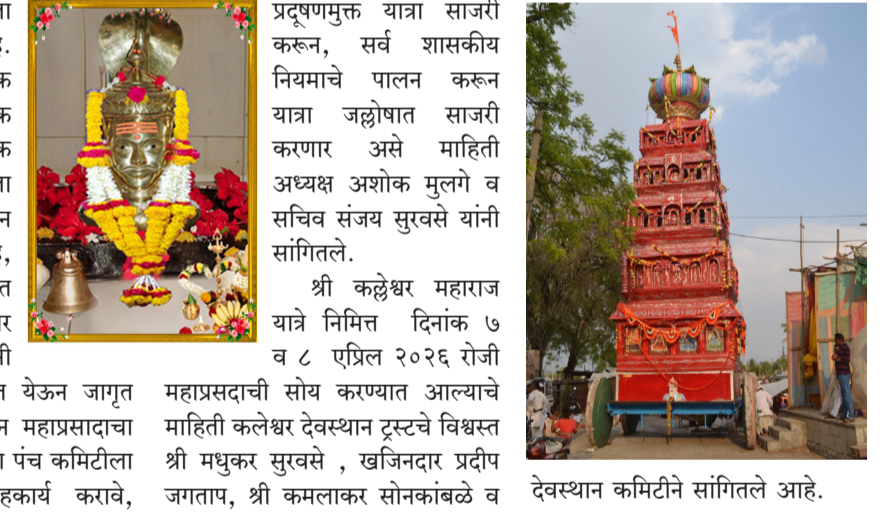 ता
हे.
क
क
क
ता
न
हे,
त
ार
मी
त येऊन जागृत
न महाप्रसादाचा
ा पंच कमिटीला
हकार्य करावे,
प्रदूषणमुक्त यात्रा साजरी
करून, सर्व शासकीय
नियमाचे पालन करून
यात्रा जल्लोषात साजरी
करणार असे माहिती
अध्यक्ष अशोक मुलगे व
सचिव संजय सुरवसे यांनी
सांगितले.
श्री कल्लेश्वर महाराज
यात्रे निमित्त दिनांक ७
व ८ एप्रिल २०२६ रोजी
महाप्रसदाची सोय करण्यात आल्याचे
माहिती कलेश्वर देवस्थान ट्रस्टचे विश्वस्त
श्री मधुकर सुरवसे , खजिनदार प्रदीप
जगताप, श्री कमलाकर सोनकांबळे व
देवस्थान कमिटीने सांगितले आहे.